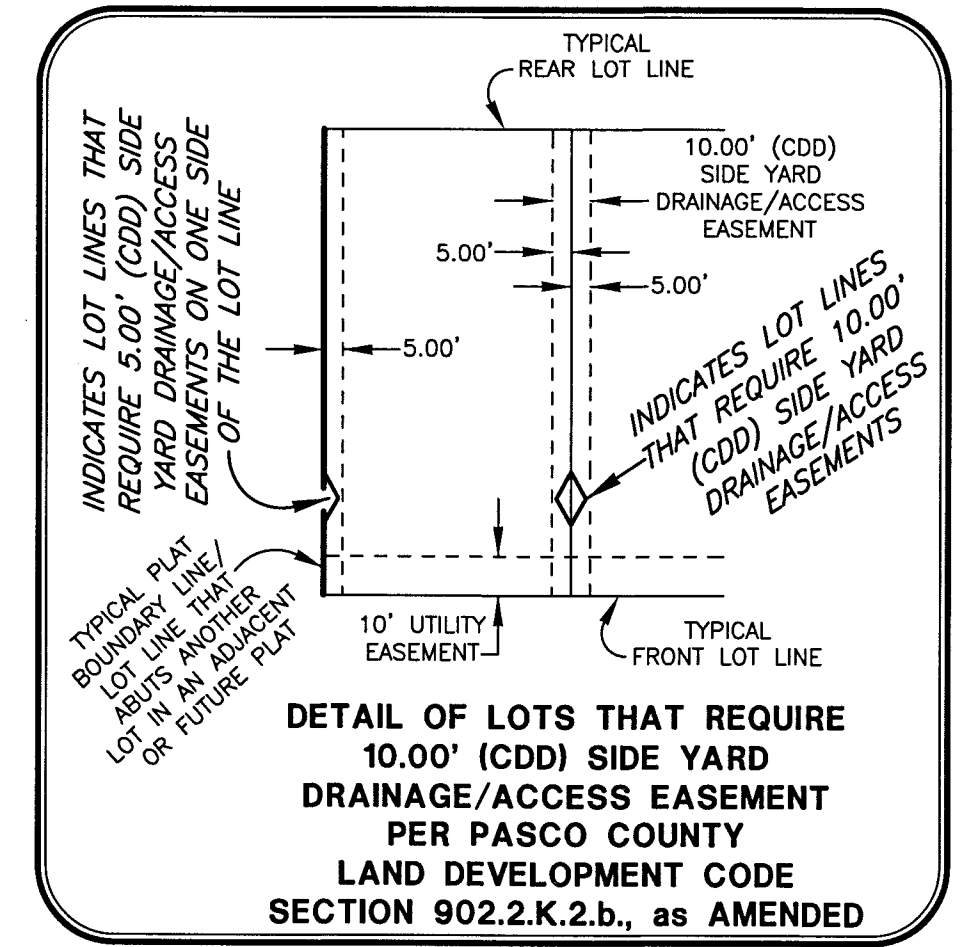 TYPICAL
REAR LOT LINE
INDICATES LOT LINES THAT
REQUIRE 5.00' (CDD) SIDE
YARD DRAINAGE/ACCESS
EASEMENTS ON ONE SIDE
OF THE LOT LINE
10.00' (CDD)
SIDE YARD
DRAINAGE/ACCESS
EASEMENT
5.00'
5.00'
5.00'
INDICATES LOT LINES
THAT REQUIRE 10.00'
(CDD) SIDE YARD
DRAINAGE/ACCESS
EASEMENTS
TYPICAL PLAT
BOUNDARY LINE/
LOT LINE THAT
ABUTS ANOTHER
LOT IN AN ADJACENT
OR FUTURE PLAT
10' UTILITY
EASEMENT
TYPICAL
FRONT LOT LINE
DETAIL OF LOTS THAT REQUIRE
10.00' (CDD) SIDE YARD
DRAINAGE/ACCESS EASEMENT
PER PASCO COUNTY
LAND DEVELOPMENT CODE
SECTION 902.2.K.2.b., as AMENDED